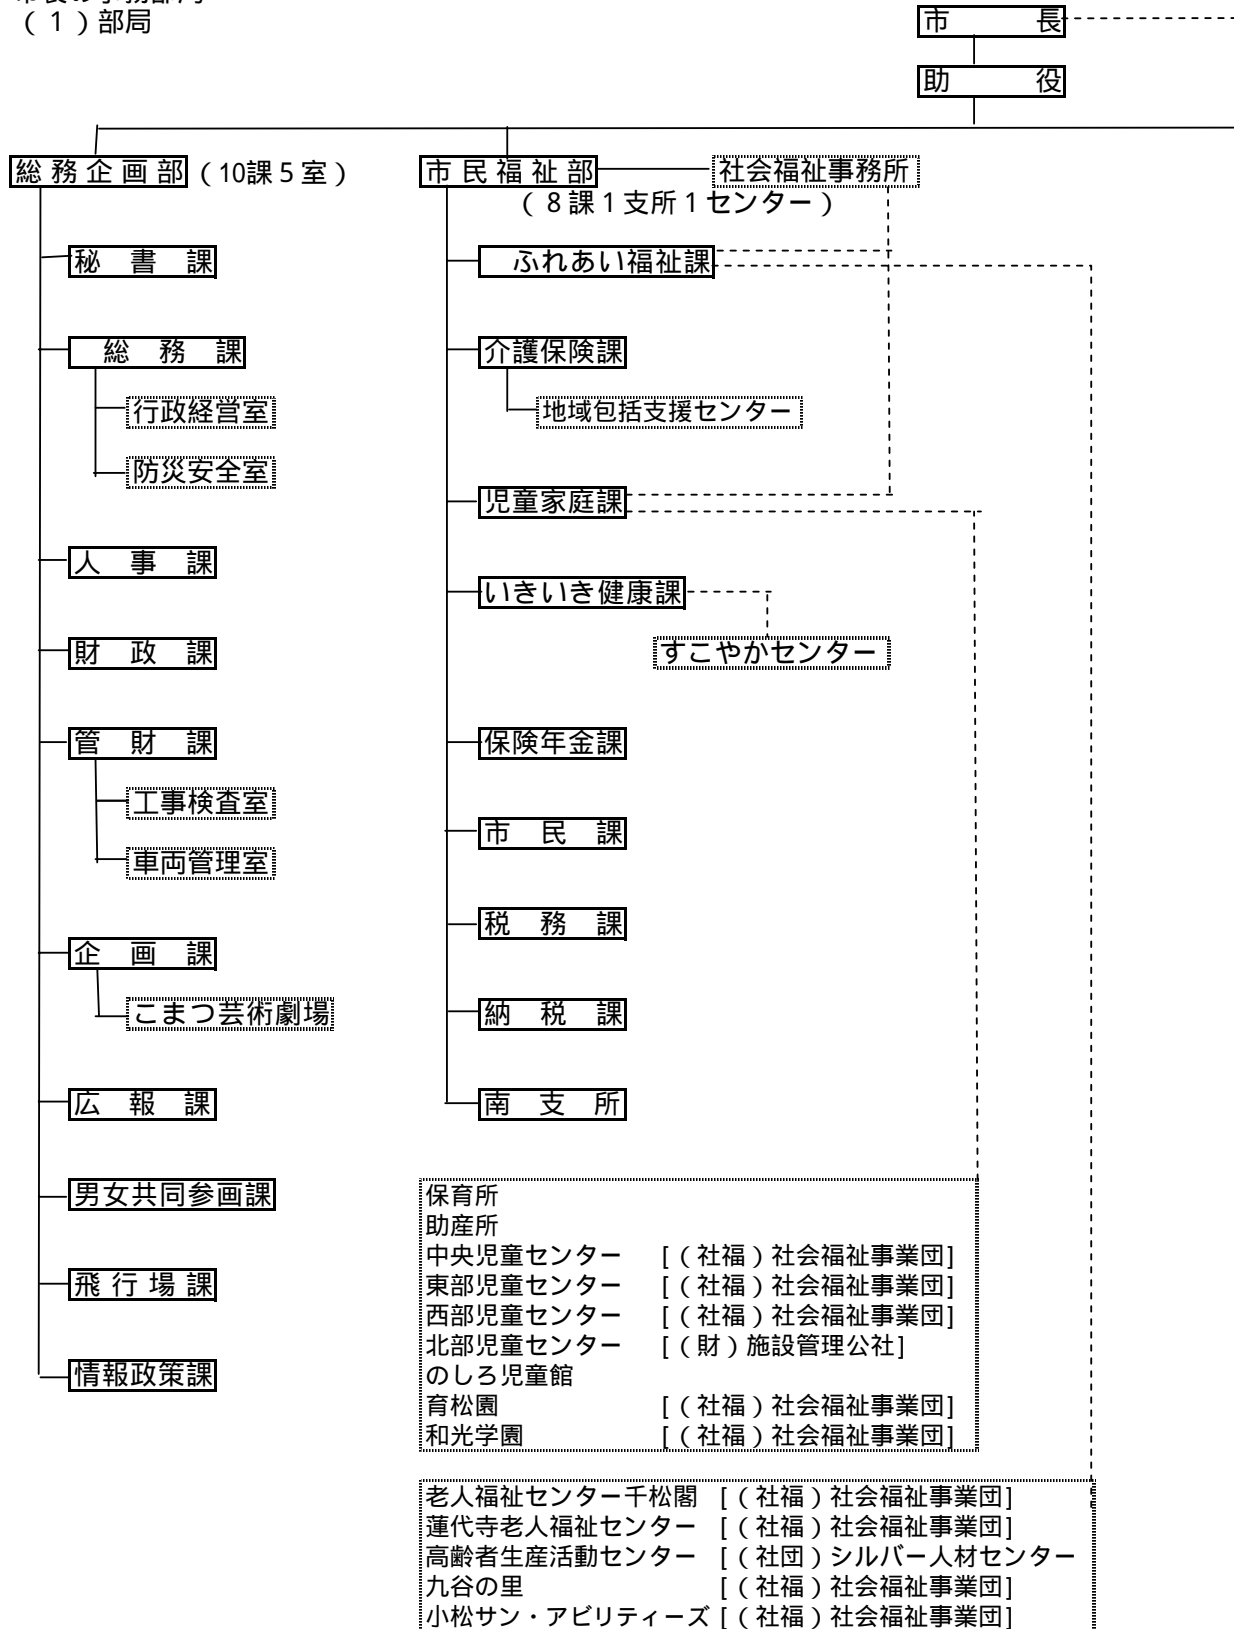 （１）部局
市　　長
助　　役
総務企画部（10課５室）
秘書課
総務課
行政経営室
防災安全室
人事課
財政課
管財課
工事検査室
車両管理室
企画課
こまつ芸術劇場
広報課
男女共同参画課
飛行場課
情報政策課
市民福祉部
社会福祉事務所
（８課１支所１センター）
ふれあい福祉課
介護保険課
地域包括支援センター
児童家庭課
いきいき健康課
すこやかセンター
保険年金課
市民課
税務課
納税課
南支所
保育所
助産所
中央児童センター　[（社福）社会福祉事業団]
東部児童センター　[（社福）社会福祉事業団]
西部児童センター　[（社福）社会福祉事業団]
北部児童センター　[（財）施設管理公社]
のしろ児童館
育松園　[（社福）社会福祉事業団]
和光学園　[（社福）社会福祉事業団]
老人福祉センター千松閣　[（社福）社会福祉事業団]
蓮代寺老人福祉センター　[（社福）社会福祉事業団]
高齢者生産活動センター　[（社団）シルバー人材センター
九谷の里　[（社福）社会福祉事業団]
小松サン・アビリティーズ [（社福）社会福祉事業団]